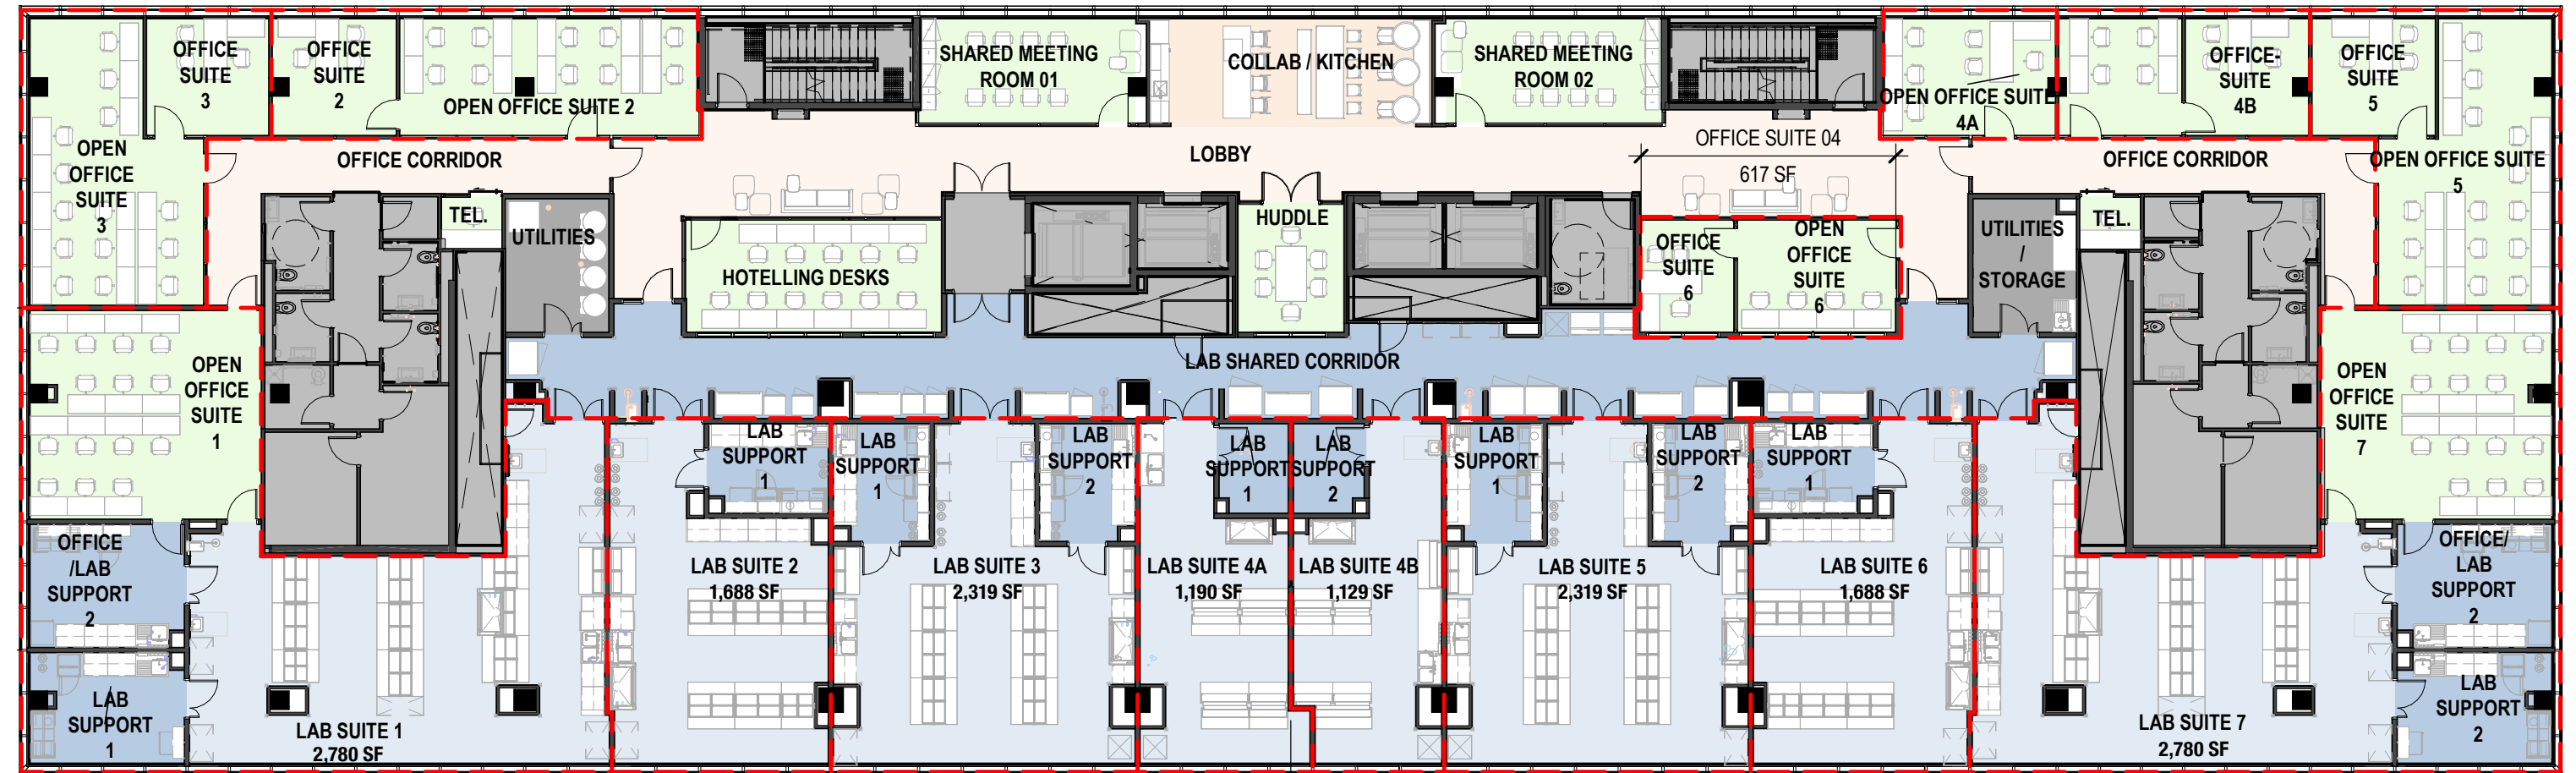 OFFICE
SUITE
3
OFFICE
SUITE
2
OPEN OFFICE SUITE 2
SHARED MEETING
ROOM 01
COLLAB / KITCHEN
SHARED MEETING
ROOM 02
OPEN OFFICE SUITE
4A
OFFICE-
SUITE
4B
OFFICE
SUITE
5
OPEN
OFFICE
SUITE
3
OFFICE CORRIDOR
LOBBY
OFFICE SUITE 04
617 SF
OFFICE CORRIDOR
OPEN OFFICE SUITE
5
TEL.
UTILITIES
HOTELLING DESKS
HUDDLE
OFFICE
SUITE
6
OPEN
OFFICE
SUITE
6
UTILITIES
/
STORAGE
TEL.
OPEN
OFFICE
SUITE
1
LAB SHARED CORRIDOR
OPEN
OFFICE
SUITE
7
LAB
SUPPORT
1
LAB
SUPPORT
1
LAB
SUPPORT
2
LAB
SUPPORT
1
LAB
SUPPORT
2
LAB
SUPPORT
1
LAB
SUPPORT
2
LAB
SUPPORT
1
OFFICE
/LAB
SUPPORT
2
LAB SUITE 2
1,688 SF
LAB SUITE 3
2,319 SF
LAB SUITE 4A
1,190 SF
LAB SUITE 4B
1,129 SF
LAB SUITE 5
2,319 SF
LAB SUITE 6
1,688 SF
OFFICE/
LAB
SUPPORT
2
LAB
SUPPORT
1
LAB SUITE 1
2,780 SF
LAB SUITE 7
2,780 SF
LAB
SUPPORT
2